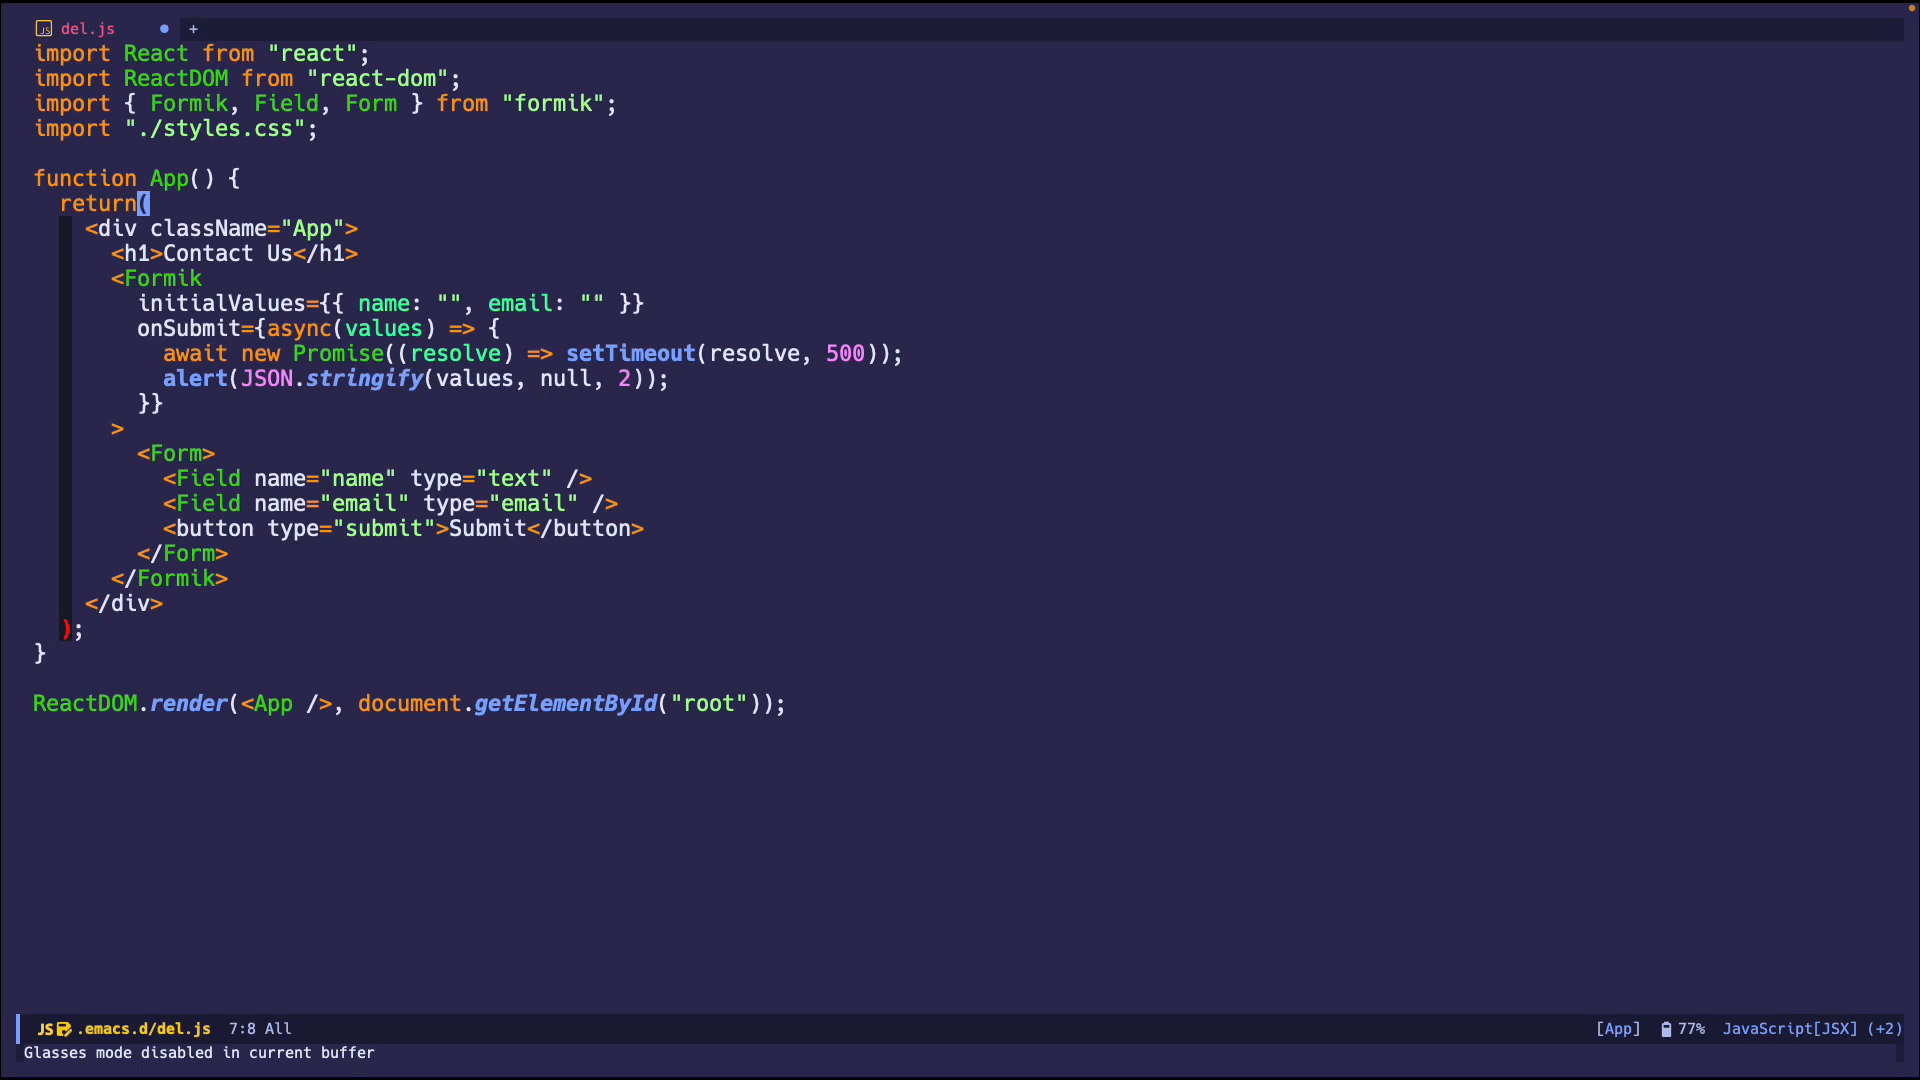 JS del.js +
import React from "react";
import ReactDOM from "react-dom";
import { Formik, Field, Form } from "formik";
import "./styles.css";
function App() {
  return(
    <div className="App">
      <h1>Contact Us</h1>
      <Formik
        initialValues={{ name: "", email: "" }}
        onSubmit={async(values) => {
          await new Promise((resolve) => setTimeout(resolve, 500));
          alert(JSON.stringify(values, null, 2));
        }}
      >
        <Form>
          <Field name="name" type="text" />
          <Field name="email" type="email" />
          <button type="submit">Submit</button>
        </Form>
      </Formik>
    </div>
  );
}
ReactDOM.render(<App />, document.getElementById("root"));
JS .emacs.d/del.js 7:8 All [App] 77% JavaScript[JSX] (+2)
Glasses mode disabled in current buffer